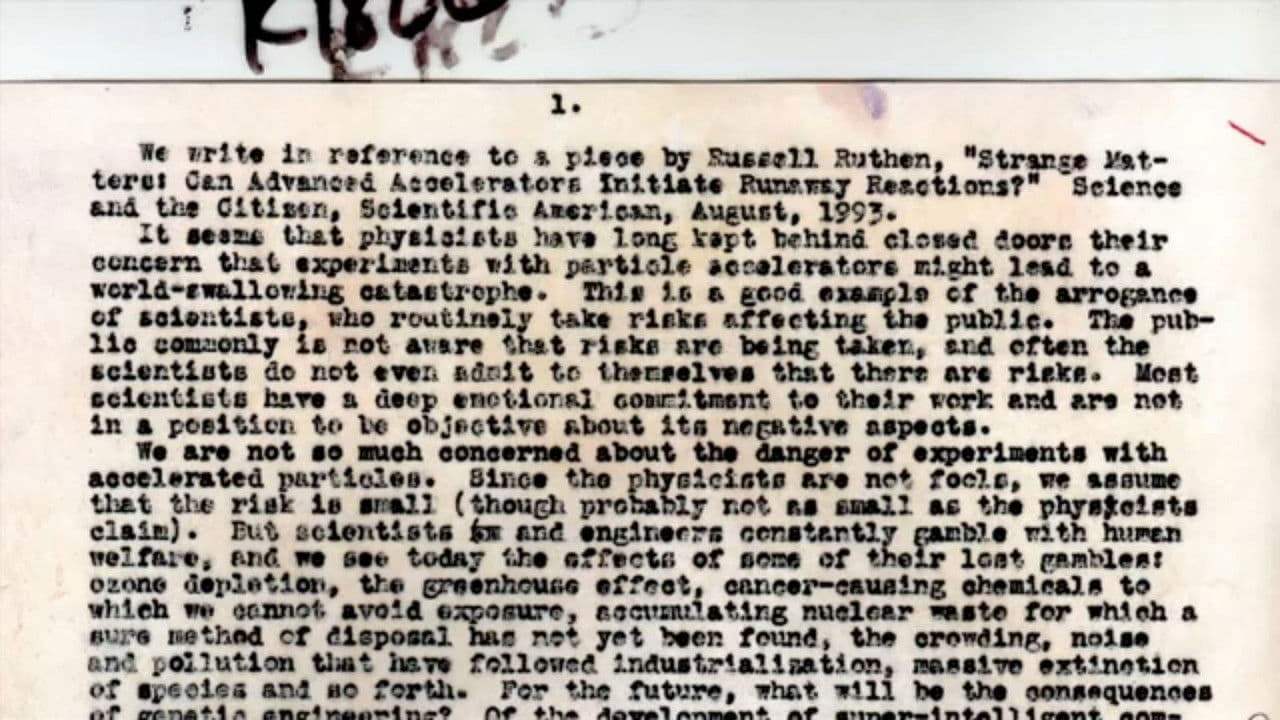 1.
We write in reference to a piece by Russell Ruthen, "Strange Mat-
ters: Can Advanced Accelerators Initiate Runaway Reactions?" Science
and the Citizen, Scientific American, August, 1993.
It seems that physicists have long kept behind closed doors their
concern that experiments with particle accelerators might lead to a
world-swallowing catastrophe. This is a good example of the arrogance
of scientists, who routinely take risks affecting the public. The pub-
lic commonly is not aware that risks are being taken, and often the
scientists do not even admit to themselves that there are risks. Most
scientists have a deep emotional commitment to their work and are not
in a position to be objective about its negative aspects.
We are not so much concerned about the danger of experiments with
accelerated particles. Since the physicists are not fools, we assume
that the risk is small (though probably not as small as the physicists
claim). But scientists and engineers constantly gamble with human
welfare, and we see today the effects of some of their lost gambles:
ozone depletion, the greenhouse effect, cancer-causing chemicals to
which we cannot avoid exposure, accumulating nuclear waste for which a
sure method of disposal has not yet been found, the crowding, noise
and pollution that have followed industrialization, massive extinction
of species and so forth. For the future, what will be the consequences
of genetic engineering? Of the development of super-intelligent com-